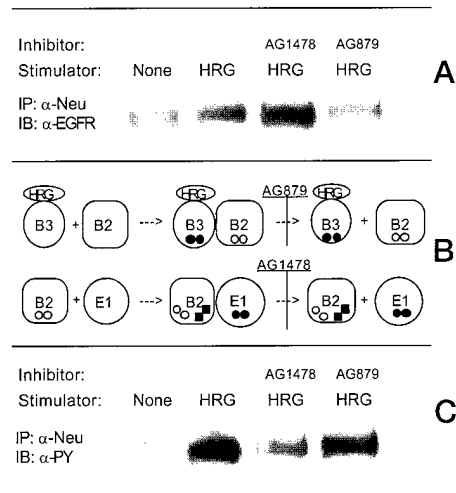 Inhibitor: AG1478 AG879
Stimulator: None HRG HRG HRG
A
IP: α-Neu
IB: α-EGFR
HRG HRG AG879 HRG
B3 + B2 ---> B3 B2 ---> B3 + B2
B
AG1478
B2 + E1 ---> B2 E1 ---> B2 + E1
Inhibitor: AG1478 AG879
Stimulator: None HRG HRG HRG
C
IP: α-Neu
IB: α-PY